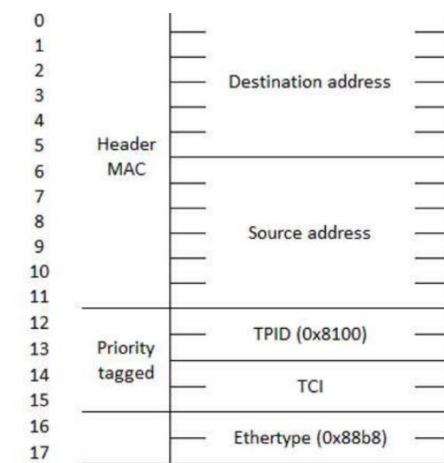 0
1
2
Destination address
3
4
5
Header
6
MAC
7
8
Source address
9
10
11
12
TPID (0x8100)
13
Priority
14
tagged
TCI
15
16
Ethertype (0x88b8)
17